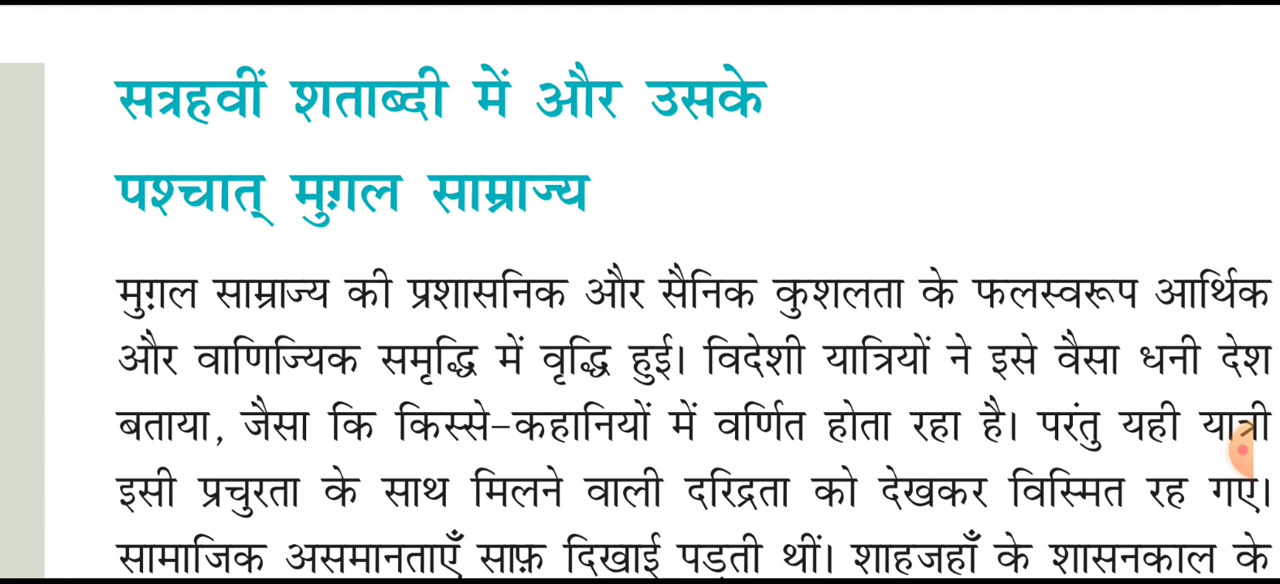 सत्रहवीं शताब्दी में और उसके
पश्चात् मुग़ल साम्राज्य
मुग़ल साम्राज्य की प्रशासनिक और सैनिक कुशलता के फलस्वरूप आर्थिक
और वाणिज्यिक समृद्धि में वृद्धि हुई। विदेशी यात्रियों ने इसे वैसा धनी देश
बताया, जैसा कि किस्से-कहानियों में वर्णित होता रहा है। परंतु यही यात्री
इसी प्रचुरता के साथ मिलने वाली दरिद्रता को देखकर विस्मित रह गए।
सामाजिक असमानताएँ साफ़ दिखाई पड़ती थीं। शाहजहाँ के शासनकाल के